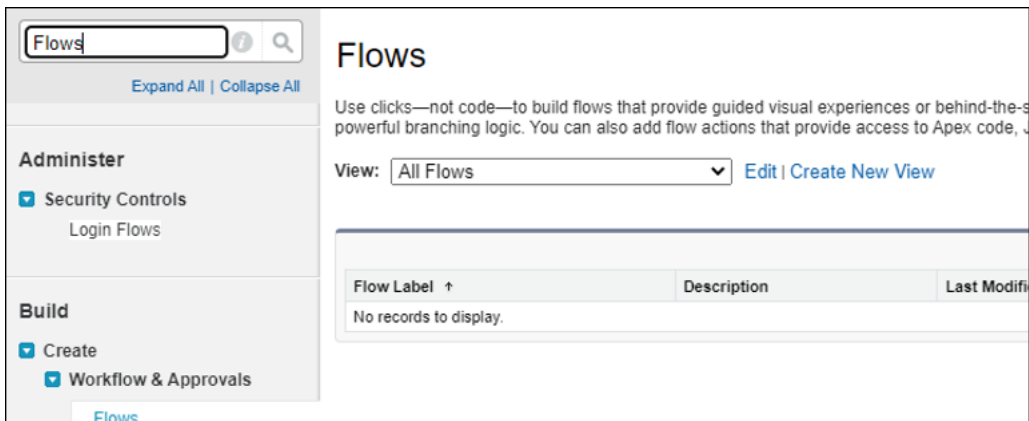 Flows
Expand All | Collapse All
Administer
Security Controls
Login Flows
Build
Create
Workflow & Approvals
Flows
Flows
Use clicks—not code—to build flows that provide guided visual experiences or behind-the-s
powerful branching logic. You can also add flow actions that provide access to Apex code,
View: All Flows Edit | Create New View
Flow Label ↑ Description Last Modifi
No records to display.